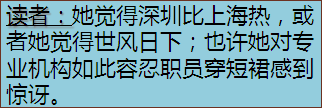 读者：她觉得深圳比上海热，或
者她觉得世风日下；也许她对专
业机构如此容忍职员穿短裙感到
惊讶。